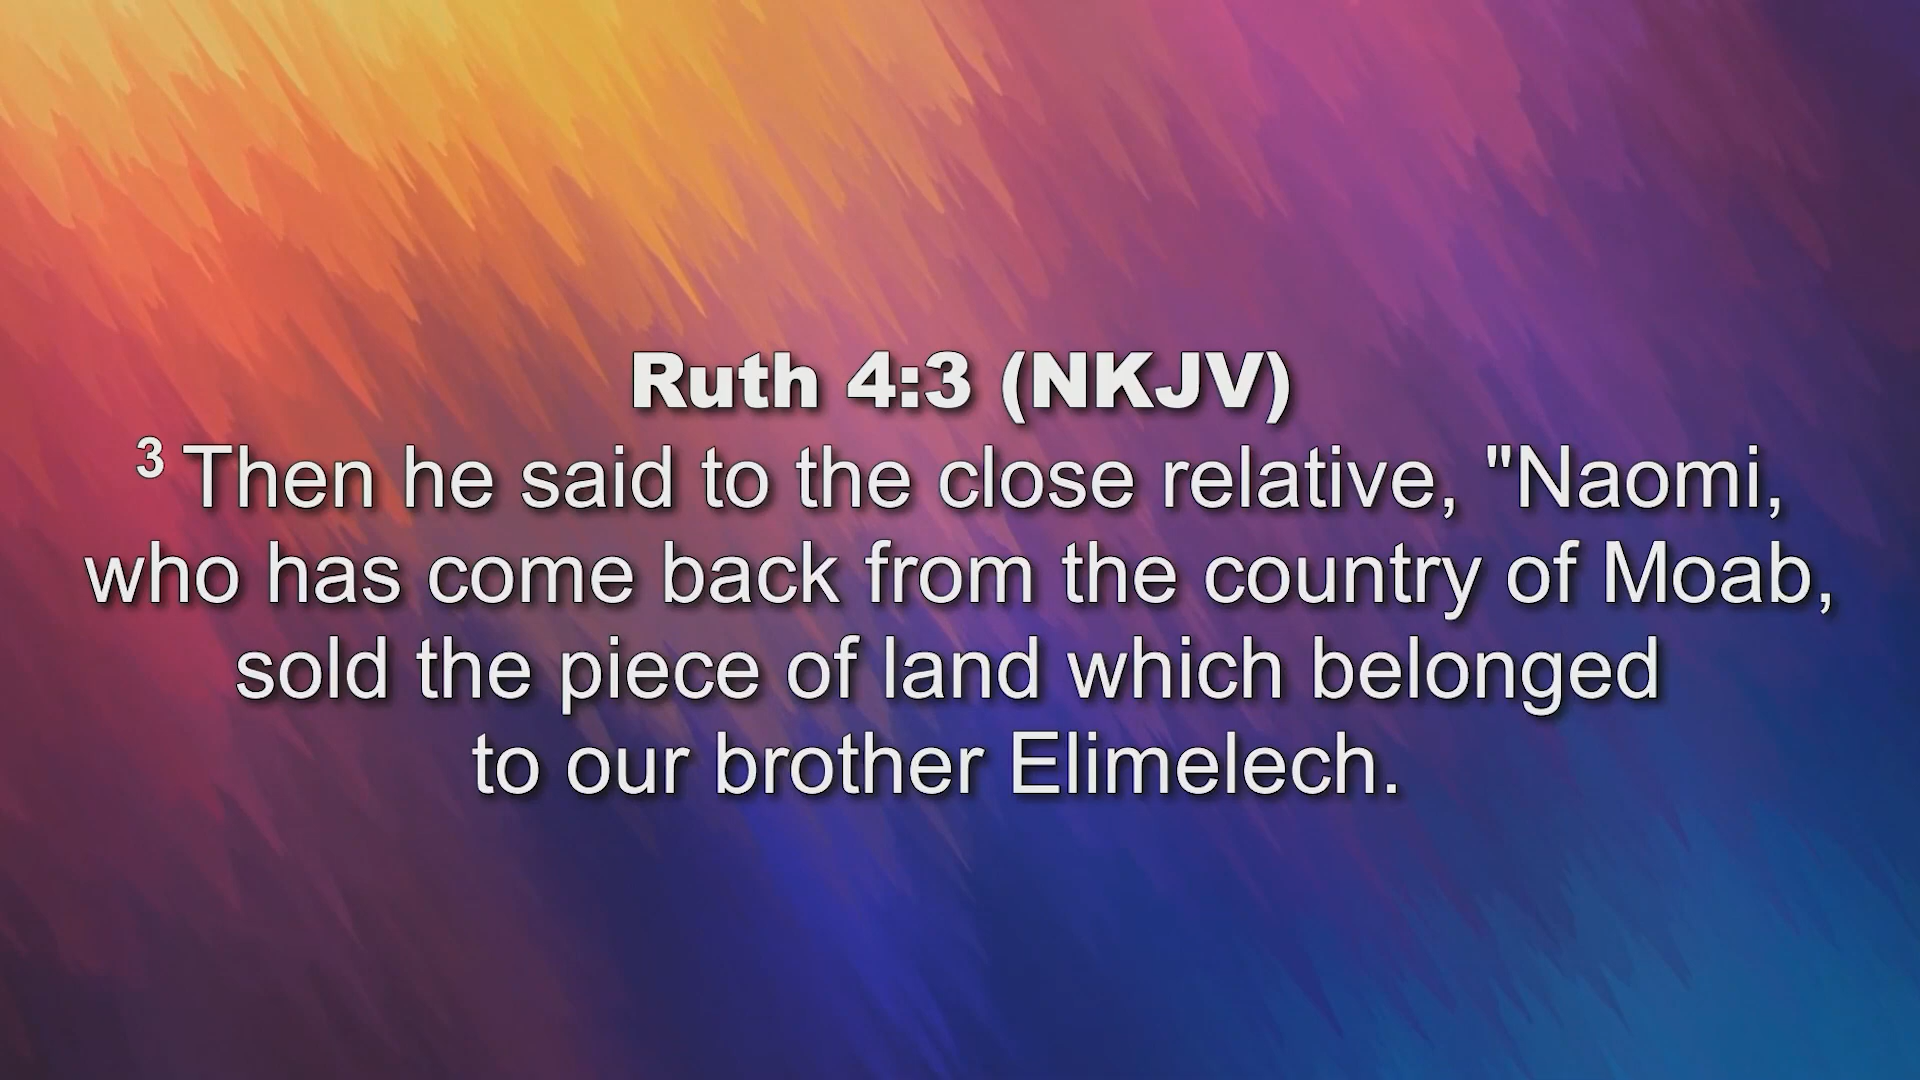 Ruth 4:3 (NKJV)
3 Then he said to the close relative, "Naomi,
who has come back from the country of Moab,
sold the piece of land which belonged
to our brother Elimelech.